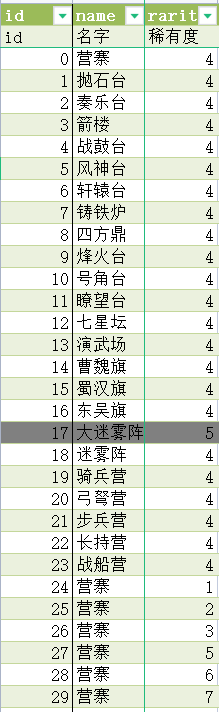 id name rarit
id 名字 稀有度
0 营寨 4
1 抛石台 4
2 奏乐台 4
3 箭楼 4
4 战鼓台 4
5 风神台 4
6 轩辕台 4
7 铸铁炉 4
8 四方鼎 4
9 烽火台 4
10 号角台 4
11 瞭望台 4
12 七星坛 4
13 演武场 4
14 曹魏旗 4
15 蜀汉旗 4
16 东吴旗 4
17 大迷雾阵 5
18 迷雾阵 4
19 骑兵营 4
20 弓弩营 4
21 步兵营 4
22 长持营 4
23 战船营 4
24 营寨 1
25 营寨 2
26 营寨 3
27 营寨 5
28 营寨 6
29 营寨 7